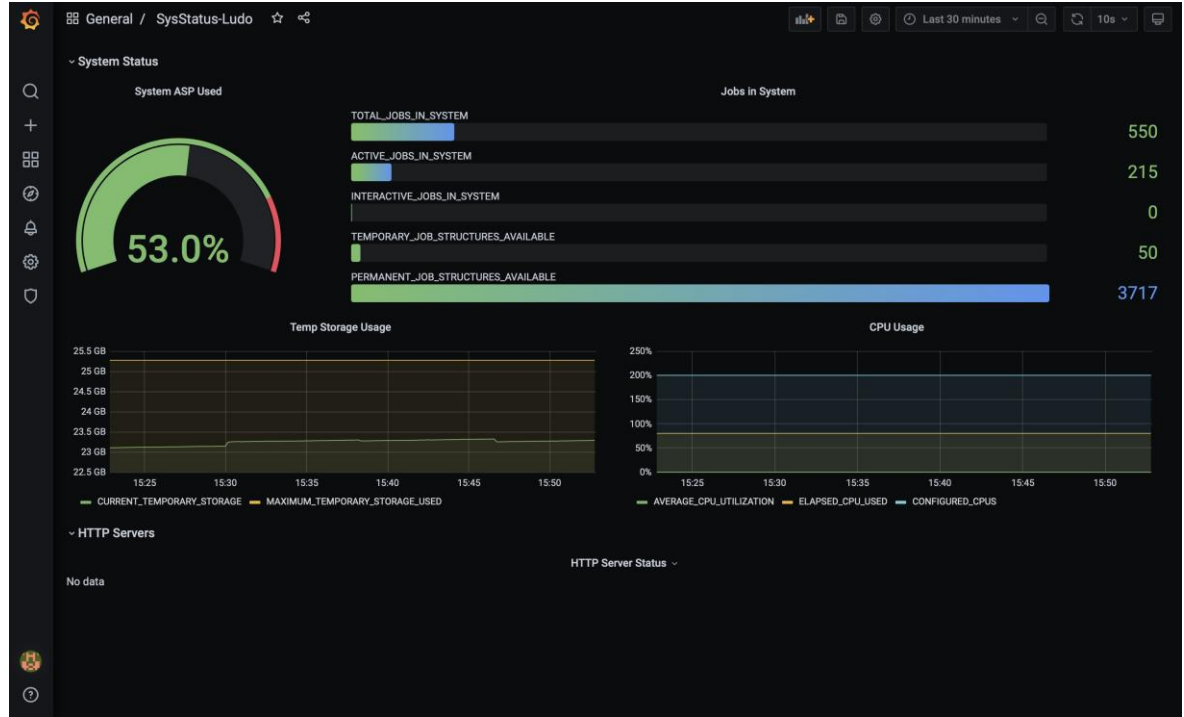 General / SysStatus-Ludo
Last 30 minutes
10s
System Status
System ASP Used
53.0%
Jobs in System
TOTAL_JOBS_IN_SYSTEM
550
ACTIVE_JOBS_IN_SYSTEM
215
INTERACTIVE_JOBS_IN_SYSTEM
0
TEMPORARY_JOB_STRUCTURES_AVAILABLE
50
PERMANENT_JOB_STRUCTURES_AVAILABLE
3717
Temp Storage Usage
25.5 GB
25 GB
24.5 GB
24 GB
23.5 GB
23 GB
22.5 GB
15:25 15:30 15:35 15:40 15:45 15:50
CURRENT_TEMPORARY_STORAGE MAXIMUM_TEMPORARY_STORAGE_USED
CPU Usage
250%
200%
150%
100%
50%
0%
15:25 15:30 15:35 15:40 15:45 15:50
AVERAGE_CPU_UTILIZATION ELAPSED_CPU_USED CONFIGURED_CPUS
HTTP Servers
HTTP Server Status
No data